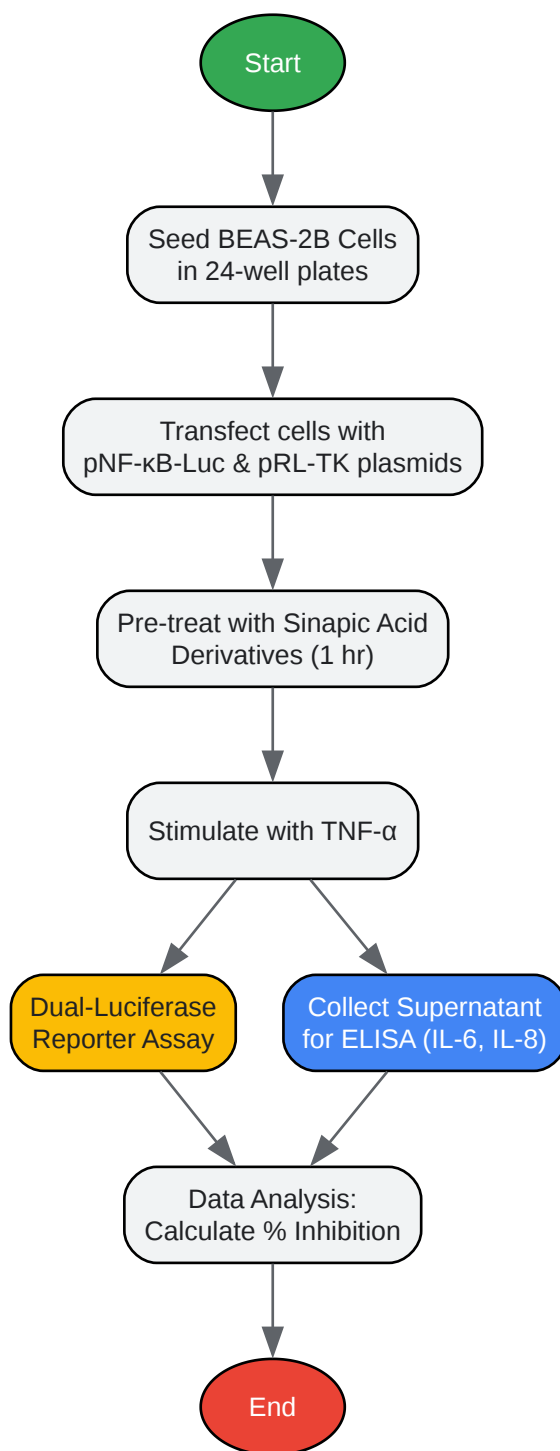 Start
Seed BEAS-2B Cells
in 24-well plates
Transfect cells with
pNF-κB-Luc & pRL-TK plasmids
Pre-treat with Sinapic Acid
Derivatives (1 hr)
Stimulate with TNF-α
Dual-Luciferase
Reporter Assay
Collect Supernatant
for ELISA (IL-6, IL-8)
Data Analysis:
Calculate % Inhibition
End